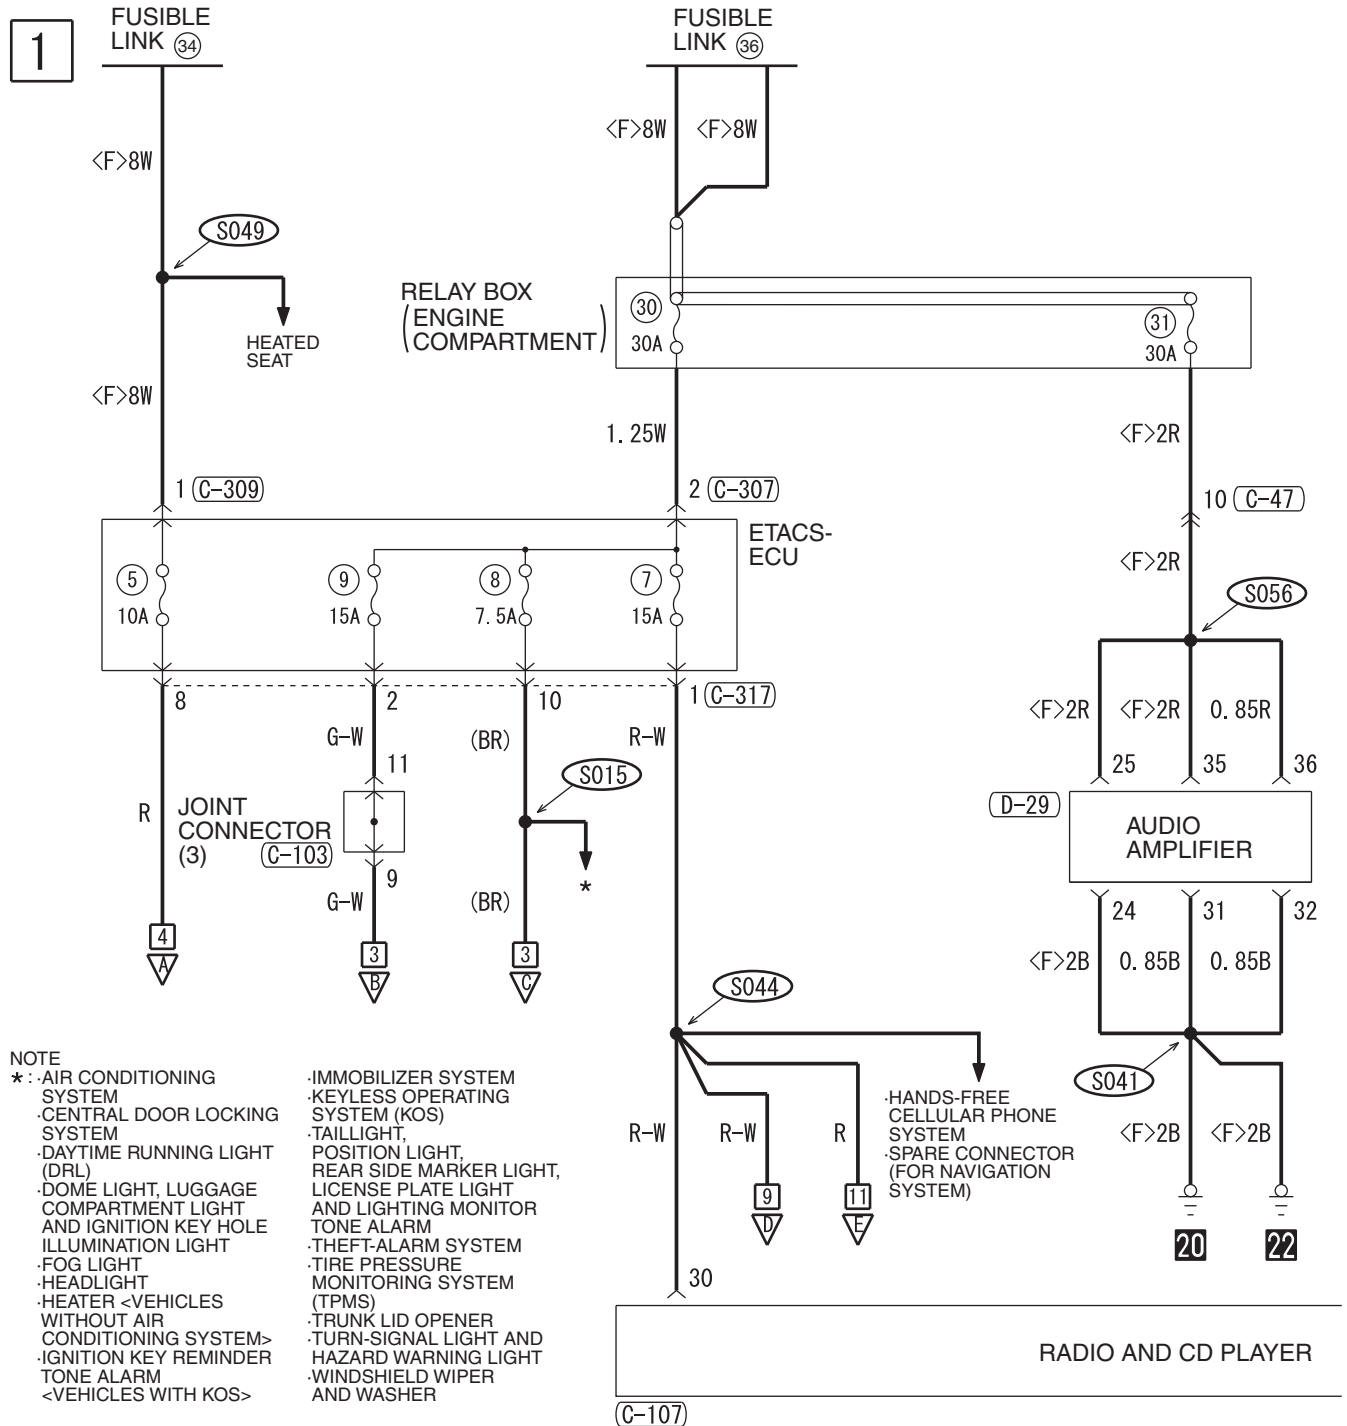 1
FUSIBLE
LINK 34
FUSIBLE
LINK 36
<F>8W
<F>8W
<F>8W
S049
HEATED
SEAT
RELAY BOX
(ENGINE
COMPARTMENT)
30
30A
31
30A
<F>8W
1.25W
<F>2R
1 C-309
2 C-307
10 C-47
ETACS-
ECU
<F>2R
5
10A
9
15A
8
7.5A
7
15A
S056
8
2
10
1 C-317
<F>2R
<F>2R
0.85R
G-W
(BR)
R-W
11
S015
25
35
36
R
JOINT
CONNECTOR
(3)
C-103
D-29
AUDIO
AMPLIFIER
*
9
G-W
(BR)
24
31
32
4
A
3
B
3
C
<F>2B
0.85B
0.85B
S044
S041
NOTE
*:·AIR CONDITIONING
SYSTEM
·CENTRAL DOOR LOCKING
SYSTEM
·DAYTIME RUNNING LIGHT
(DRL)
·DOME LIGHT, LUGGAGE
COMPARTMENT LIGHT
AND IGNITION KEY HOLE
ILLUMINATION LIGHT
·FOG LIGHT
·HEADLIGHT
·HEATER <VEHICLES
WITHOUT AIR
CONDITIONING SYSTEM>
·IGNITION KEY REMINDER
TONE ALARM
<VEHICLES WITH KOS>
·IMMOBILIZER SYSTEM
·KEYLESS OPERATING
SYSTEM (KOS)
·TAILLIGHT,
POSITION LIGHT,
REAR SIDE MARKER LIGHT,
LICENSE PLATE LIGHT
AND LIGHTING MONITOR
TONE ALARM
·THEFT-ALARM SYSTEM
·TIRE PRESSURE
MONITORING SYSTEM
(TPMS)
·TRUNK LID OPENER
·TURN-SIGNAL LIGHT AND
HAZARD WARNING LIGHT
·WINDSHIELD WIPER
AND WASHER
R-W
R-W
R
9
D
11
E
·HANDS-FREE
CELLULAR PHONE
SYSTEM
·SPARE CONNECTOR
(FOR NAVIGATION
SYSTEM)
<F>2B
<F>2B
20
22
30
RADIO AND CD PLAYER
C-107